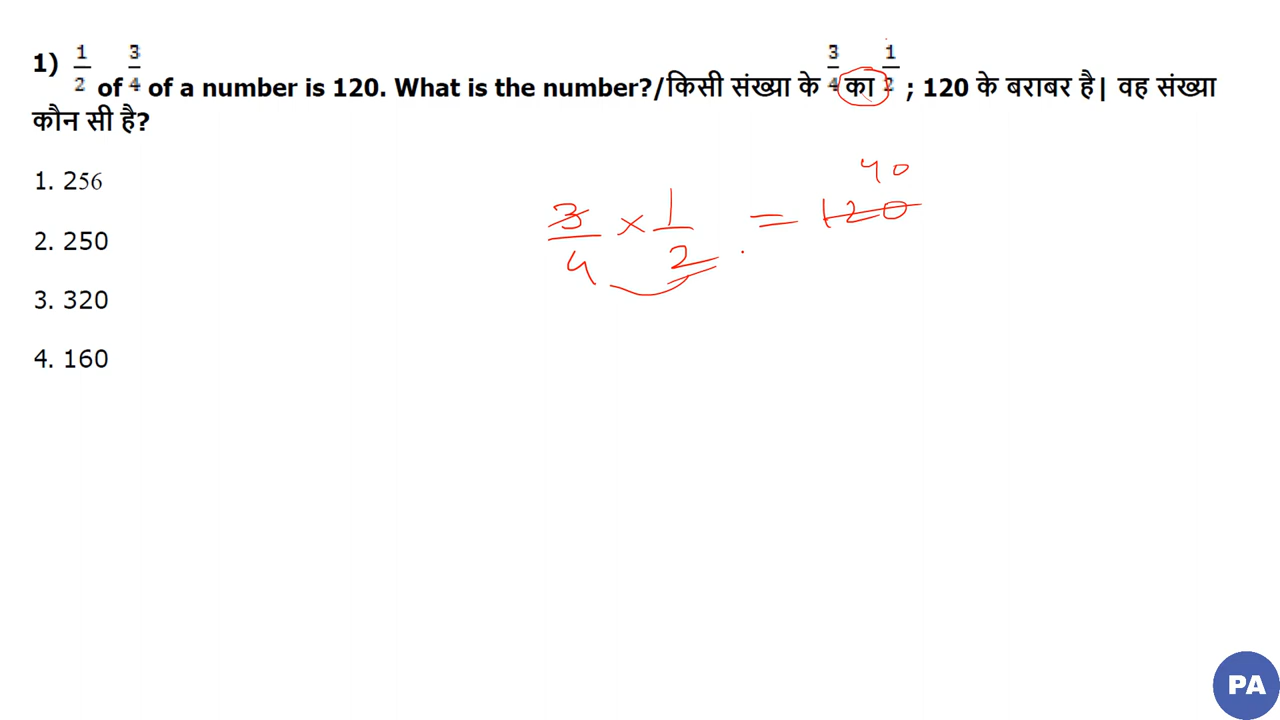 1) 1/2 of 3/4 of a number is 120. What is the number?/किसी संख्या के 3/4 का 1/2 ; 120 के बराबर है| वह संख्या
कौन सी है?
1. 256
2. 250
3. 320
4. 160
40
3/4 × 1/2 = 120
PA